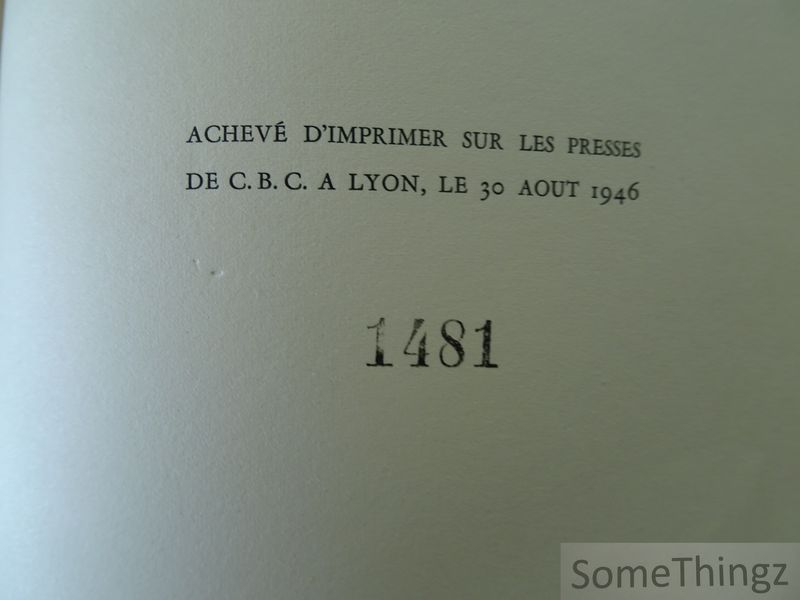 ACHEVÉ D'IMPRIMER SUR LES PRESSES
DE C. B. C. A LYON, LE 30 AOUT 1946
1481
SomeThingz